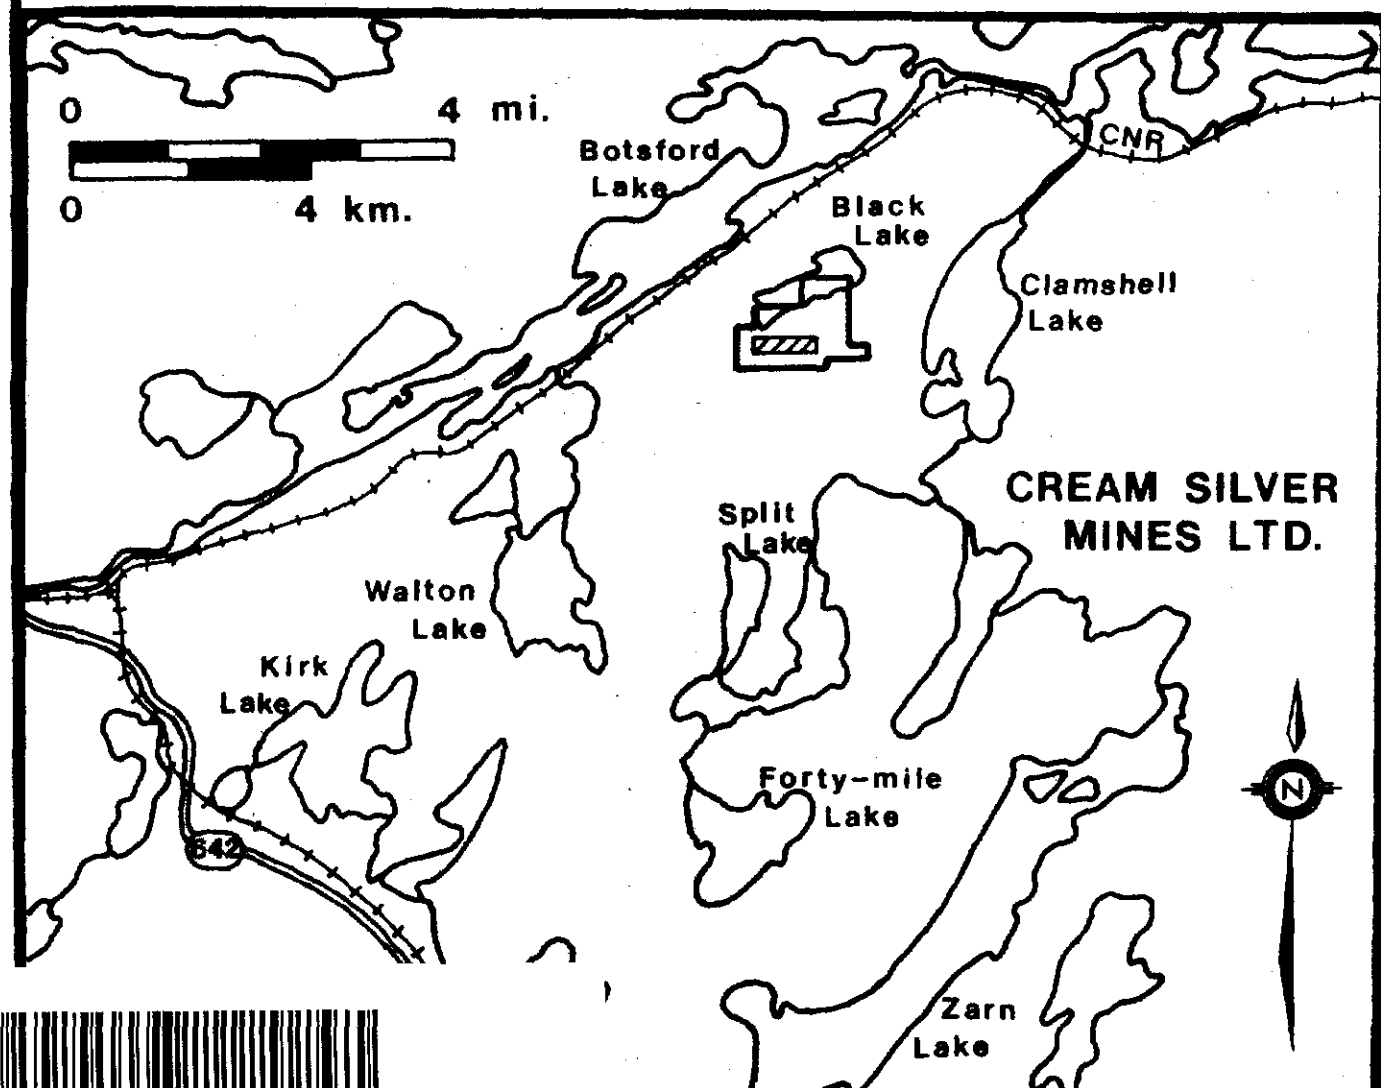 0 4 mi.
0 4 km.
Botsford
Lake
CNR
Black
Lake
Clamshell
Lake
CREAM SILVER
MINES LTD.
Split
Lake
Walton
Lake
Kirk
Lake
Forty-mile
Lake
642
N
Zarn
Lake